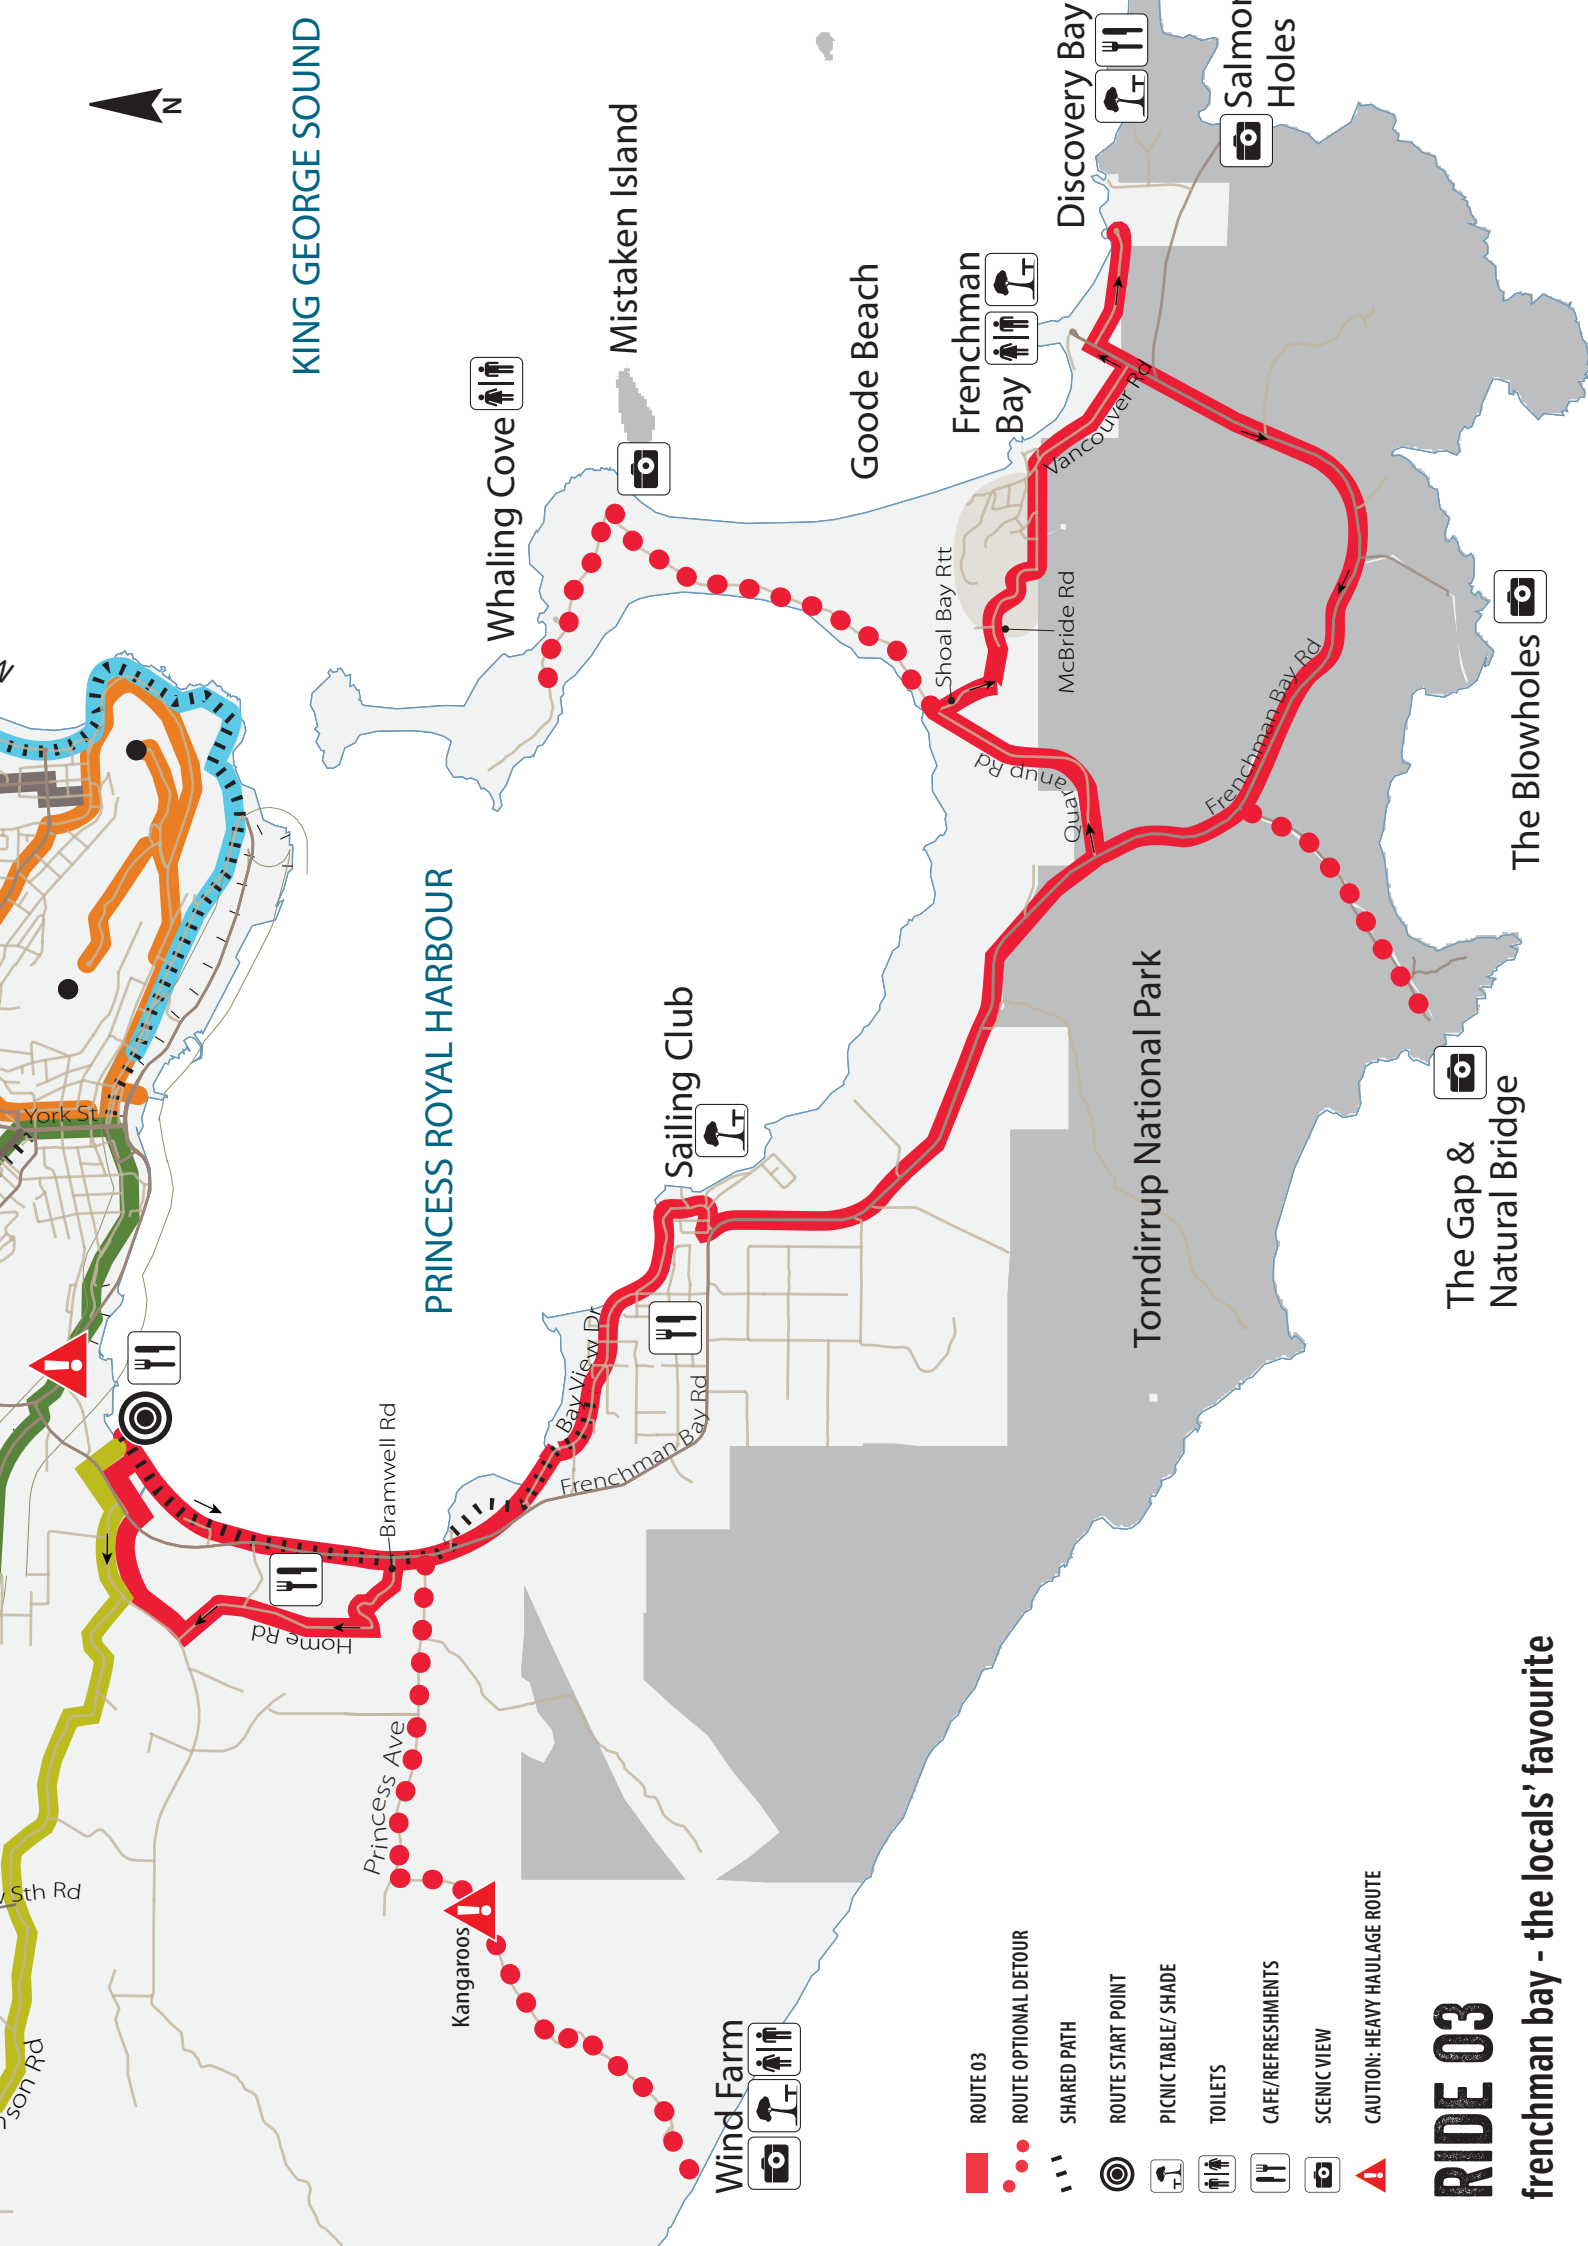 N
KING GEORGE SOUND
Mistaken Island
Discovery Bay
Salmon
Holes
Whaling Cove
Goode Beach
Frenchman
Bay
Vancouver Rd
Shoal Bay Rtt
McBride Rd
Quaranup Rd
Frenchman Bay Rd
The Blowholes
PRINCESS ROYAL HARBOUR
York St
Sailing Club
Torndirrup National Park
The Gap &
Natural Bridge
Bay View Dr
Frenchman Bay Rd
Bramwell Rd
Home Rd
Princess Ave
Kangaroos
Sth Rd
son Rd
Wind Farm
ROUTE 03
ROUTE OPTIONAL DETOUR
SHARED PATH
ROUTE START POINT
PICNIC TABLE/ SHADE
TOILETS
CAFE/REFRESHMENTS
SCENIC VIEW
CAUTION: HEAVY HAULAGE ROUTE
RIDE 03
frenchman bay - the locals' favourite